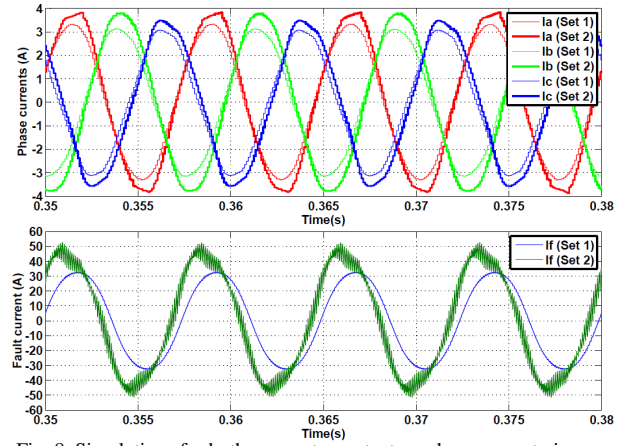 4
3
2
1
0
-1
-2
-3
-4
Phase currents (A)
Ia (Set 1)
Ia (Set 2)
Ib (Set 1)
Ib (Set 2)
Ic (Set 1)
Ic (Set 2)
0.35 0.355 0.36 0.365 0.37 0.375 0.38
Time(s)
60
50
40
30
20
10
0
-10
-20
-30
-40
-50
-60
Fault current (A)
If (Set 1)
If (Set 2)
0.35 0.355 0.36 0.365 0.37 0.375 0.38
Time(s)